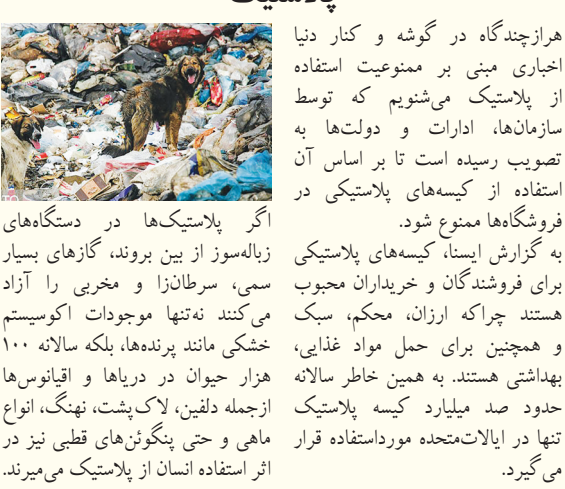 هرازچندگاه در گوشه و کنار دنیا
اخباری مبنی بر ممنوعیت استفاده
از پلاستیک می‌شنویم که توسط
سازمان‌ها، ادارات و دولت‌ها به
تصویب رسیده است تا بر اساس آن
استفاده از کیسه‌های پلاستیکی در
فروشگاه‌ها ممنوع شود.
به گزارش ایسنا، کیسه‌های پلاستیکی
برای فروشندگان و خریداران محبوب
هستند چراکه ارزان، محکم، سبک
و همچنین برای حمل مواد غذایی،
بهداشتی هستند. به همین خاطر سالانه
حدود صد میلیارد کیسه پلاستیک
تنها در ایالات‌متحده مورداستفاده قرار
می‌گیرد.
اگر پلاستیک‌ها در دستگاه‌های
زباله‌سوز از بین بروند، گازهای بسیار
سمی، سرطان‌زا و مخربی را آزاد
می‌کنند نه‌تنها موجودات اکوسیستم
خشکی مانند پرنده‌ها، بلکه سالانه ۱۰۰
هزار حیوان در دریاها و اقیانوس‌ها
ازجمله دلفین، لاک‌پشت، نهنگ، انواع
ماهی و حتی پنگوئن‌های قطبی نیز در
اثر استفاده انسان از پلاستیک می‌میرند.